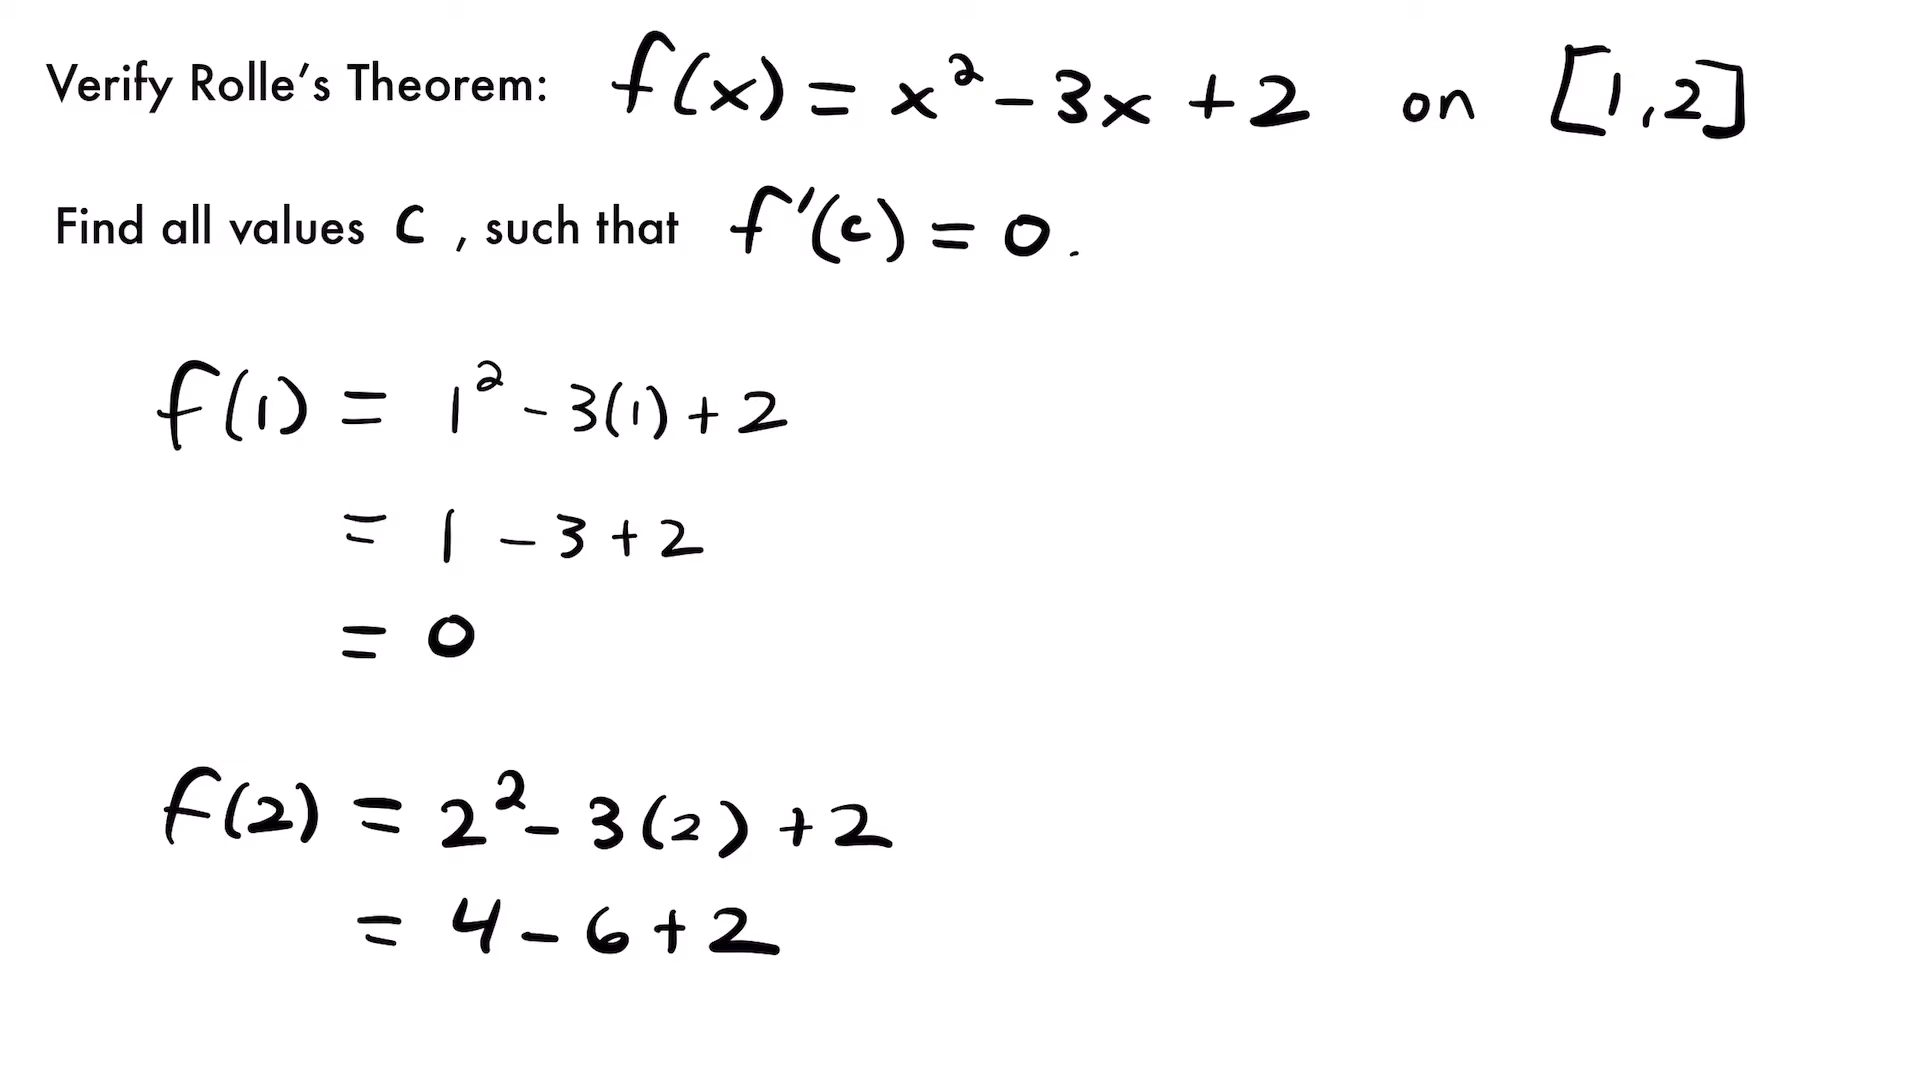 Verify Rolle's Theorem: f(x) = x² - 3x + 2 on [1,2]
Find all values c, such that f'(c) = 0.
f(1) = 1² - 3(1) + 2
= 1 - 3 + 2
= 0
f(2) = 2² - 3(2) + 2
= 4 - 6 + 2